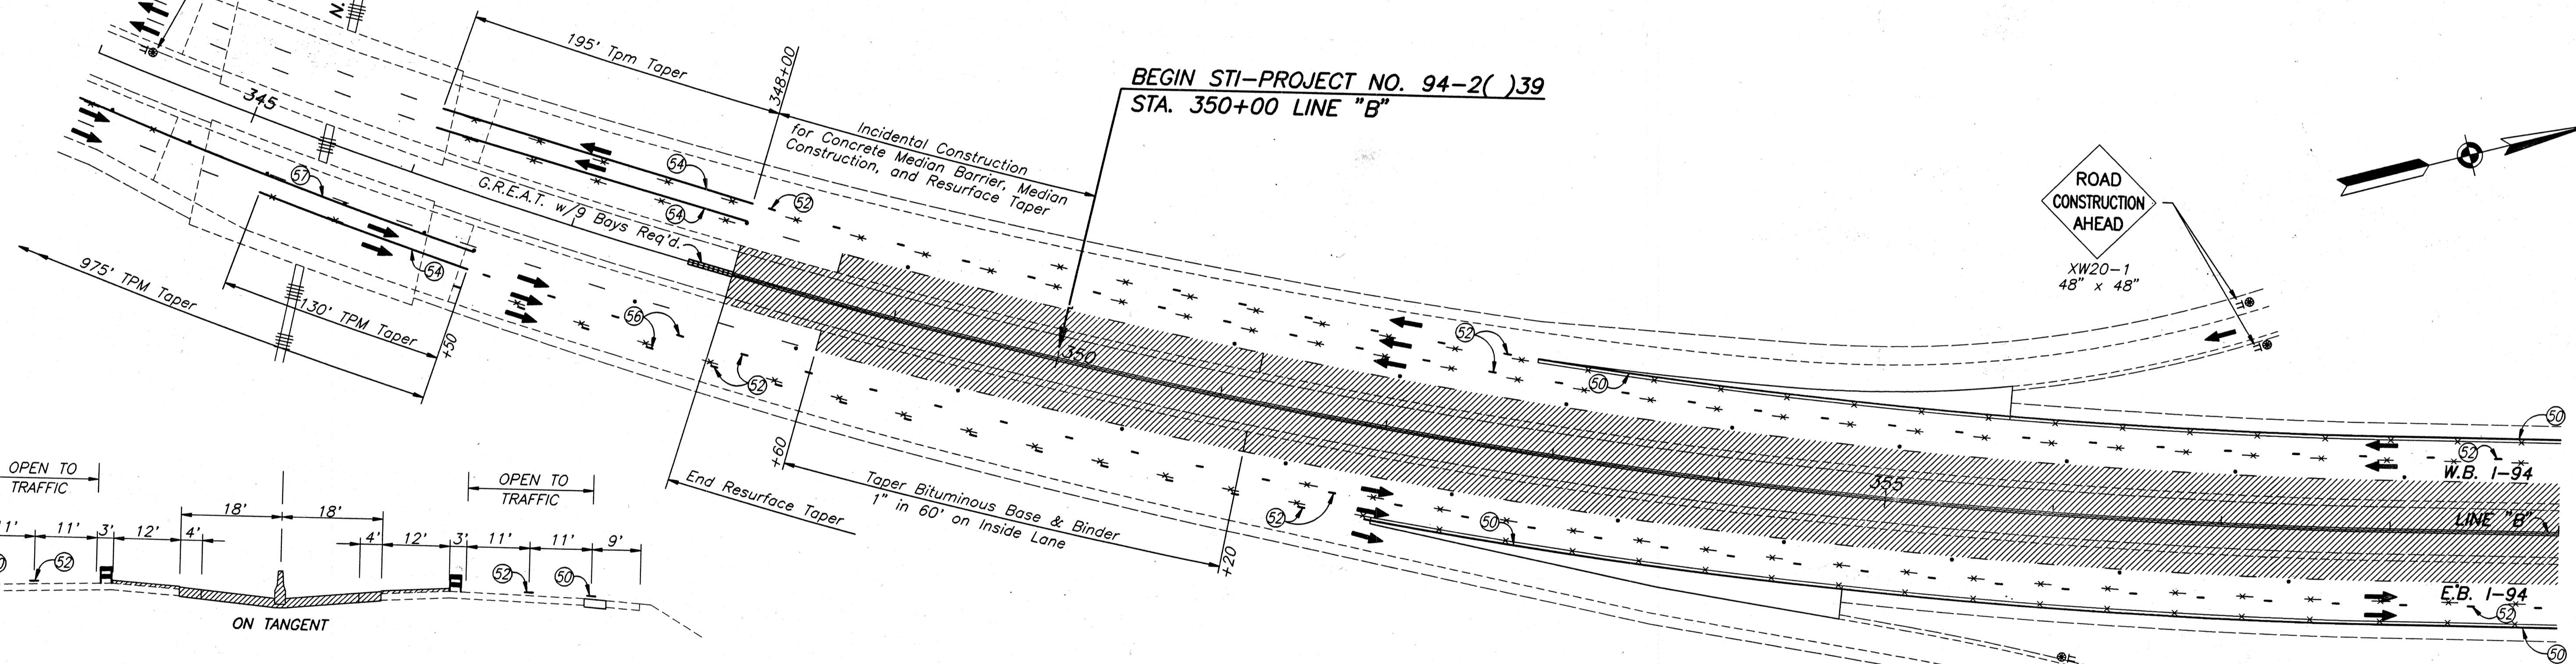 N.
345
195' Tpm Taper
348+00
Incidental Construction
for Concrete Median Barrier, Median
Construction, and Resurface Taper
BEGIN STI-PROJECT NO. 94-2( )39
STA. 350+00 LINE "B"
ROAD
CONSTRUCTION
AHEAD
XW20-1
48" x 48"
57
54
54
54
52
G.R.E.A.T. w/9 Bays Req'd.
975' TPM Taper
130' TPM Taper
+50
56
52
350
52
50
50
52
W.B. I-94
355
LINE "B"
E.B. I-94
52
50
50
52
+60
End Resurface Taper
Taper Bituminous Base & Binder
1" in 60' on Inside Lane
+20
OPEN TO
TRAFFIC
OPEN TO
TRAFFIC
18'
18'
11'
11'
3'
12'
4'
4'
12'
3'
11'
11'
9'
52
52
50
ON TANGENT